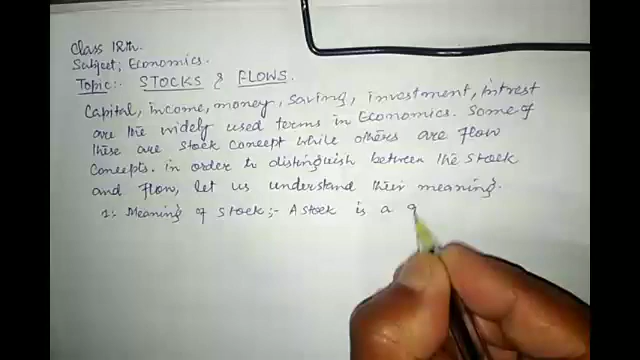 Class 12th.
Subject; Economics.
Topic:- STOCKS & FLOWS.
Capital, income, money, saving, investment, intrest
are the widely used terms in Economics. Some of
these are stock concept while others are flow
concepts. in order to distinguish between the stock
and flow, let us understand their meaning.
1: Meaning of stock;- A stock is a q